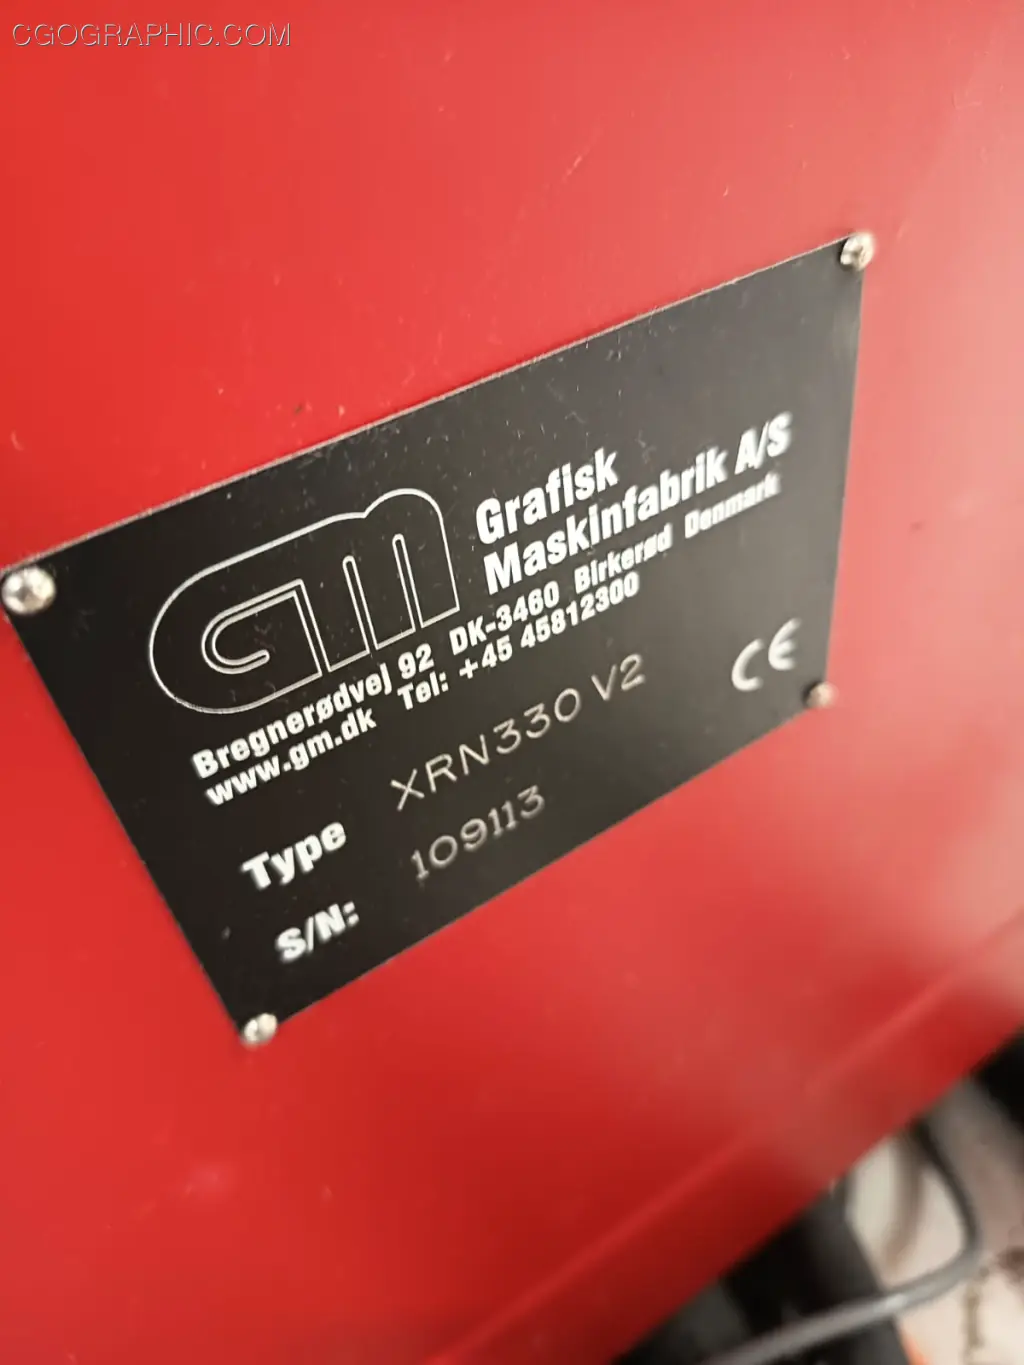 CGOGRAPHIC.COM
GM
Grafisk
Maskinfabrik A/S
Bregnerødvej 92 DK-3460 Birkerød Denmark
www.gm.dk Tel: +45 45812300
Type XRN330 V2
S/N: 109113
CE